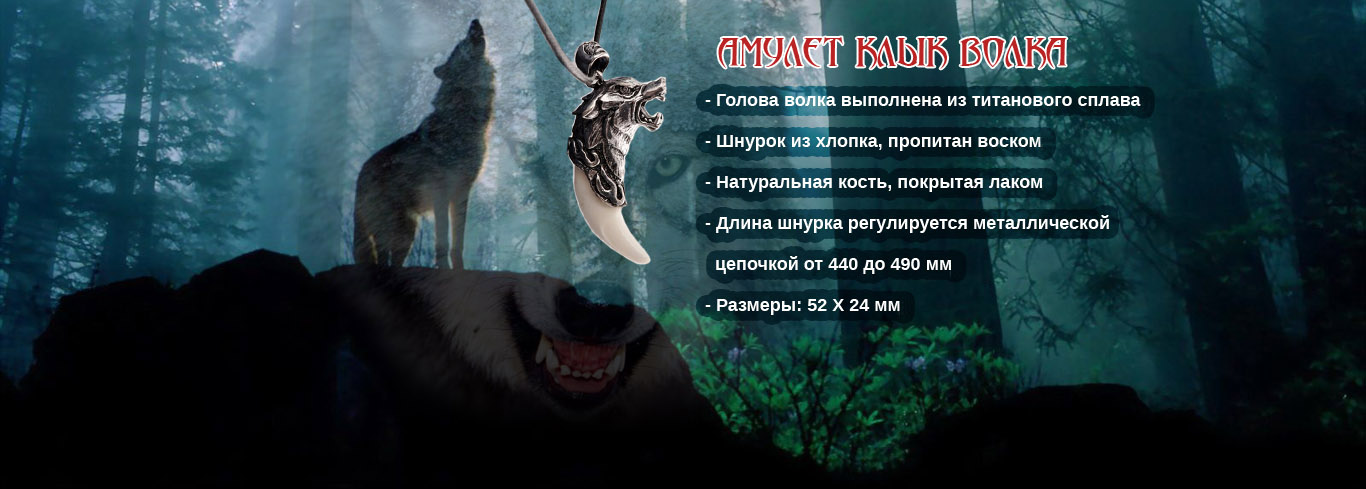 АМУЛЕТ КЛЫК ВОЛКА
- Голова волка выполнена из титанового сплава
- Шнурок из хлопка, пропитан воском
- Натуральная кость, покрытая лаком
- Длина шнурка регулируется металлической
цепочкой от 440 до 490 мм
- Размеры: 52 X 24 мм